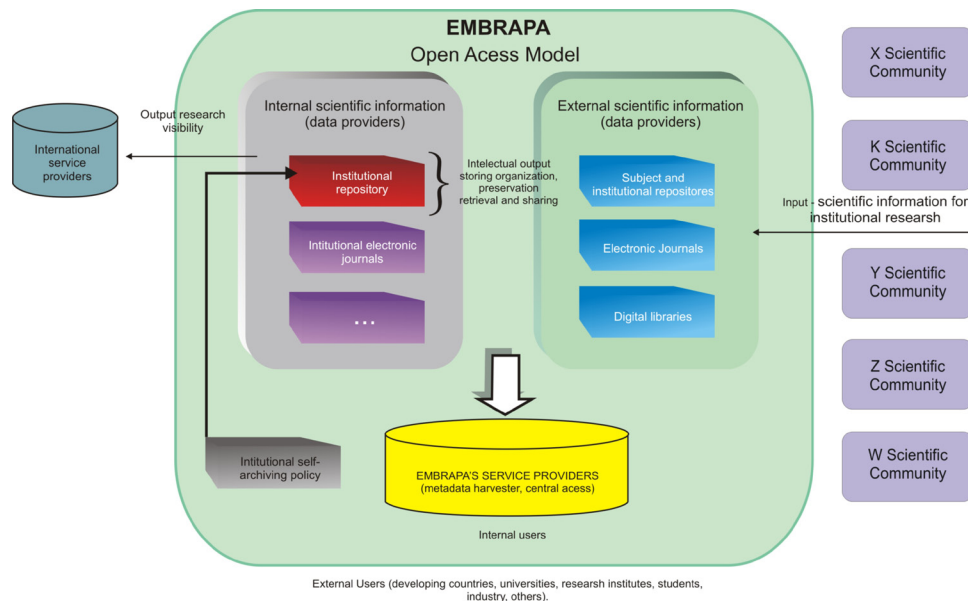 EMBRAPA
Open Acess Model
Internal scientific information
(data providers)
Institutional
repository
Intitutional electronic
journals
...
Intelectual output
storing organization,
preservation
retrieval and sharing
External scientific information
(data providers)
Subject and
institutional repositores
Electronic Journals
Digital libraries
Output research
visibility
International
service
providers
Intitutional self-
archiving policy
EMBRAPA'S SERVICE PROVIDERS
(metadata harvester, central acess)
Internal users
External Users (developing countries, universities, researsh institutes, students,
industry, others).
Input - scientific information for
institutional researsh
X Scientific
Community
K Scientific
Community
Y Scientific
Community
Z Scientific
Community
W Scientific
Community